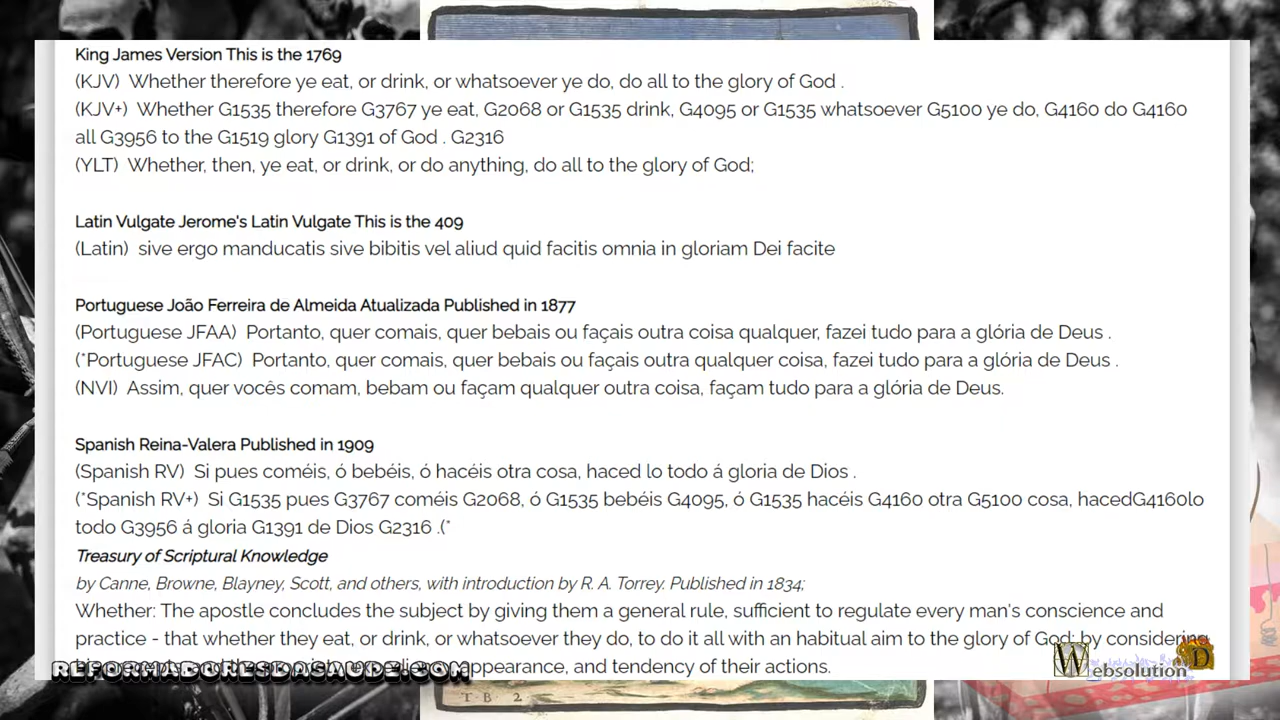 King James Version This is the 1769
(KJV) Whether therefore ye eat, or drink, or whatsoever ye do, do all to the glory of God .
(KJV+) Whether G1535 therefore G3767 ye eat, G2068 or G1535 drink, G4095 or G1535 whatsoever G5100 ye do, G4160 do G4160
all G3956 to the G1519 glory G1391 of God . G2316
(YLT) Whether, then, ye eat, or drink, or do anything, do all to the glory of God;
Latin Vulgate Jerome's Latin Vulgate This is the 409
(Latin) sive ergo manducatis sive bibitis vel aliud quid facitis omnia in gloriam Dei facite
Portuguese João Ferreira de Almeida Atualizada Published in 1877
(Portuguese JFAA) Portanto, quer comais, quer bebais ou façais outra coisa qualquer, fazei tudo para a glória de Deus .
(*Portuguese JFAC) Portanto, quer comais, quer bebais ou façais outra qualquer coisa, fazei tudo para a glória de Deus .
(NVI) Assim, quer vocês comam, bebam ou façam qualquer outra coisa, façam tudo para a glória de Deus.
Spanish Reina-Valera Published in 1909
(Spanish RV) Si pues coméis, ó bebéis, ó hacéis otra cosa, haced lo todo á gloria de Dios .
(*Spanish RV+) Si G1535 pues G3767 coméis G2068, ó G1535 bebéis G4095, ó G1535 hacéis G4160 otra G5100 cosa, hacedG4160lo
todo G3956 á gloria G1391 de Dios G2316 .(*
Treasury of Scriptural Knowledge
by Canne, Browne, Blayney, Scott, and others, with introduction by R. A. Torrey. Published in 1834;
Whether: The apostle concludes the subject by giving them a general rule, sufficient to regulate every man's conscience and
practice - that whether they eat, or drink, or whatsoever they do, to do it all with an habitual aim to the glory of God; by considering
appearance, and tendency of their actions.
REFORMADORESDASAUDE.COM
Websolution D
T B 2